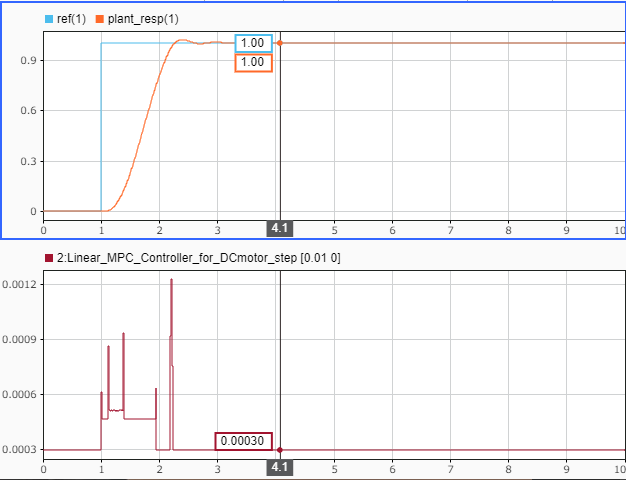 ref(1) plant_resp(1)
1.00
1.00
0.9
0.6
0.3
0
0 1 2 3 4.1 5 6 7 8 9 10
2:Linear_MPC_Controller_for_DCmotor_step [0.01 0]
0.0012
0.0009
0.0006
0.00030
0.0003
0 1 2 3 4.1 5 6 7 8 9 10